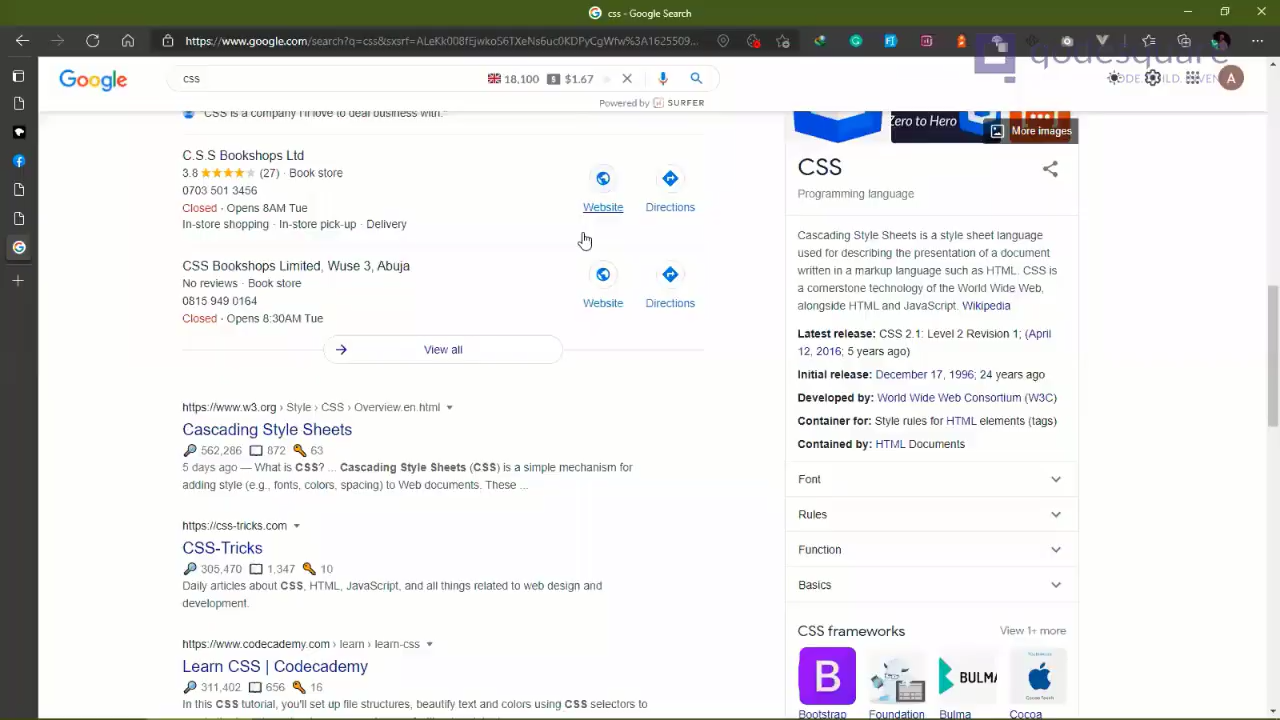 css - Google Search
https://www.google.com/search?q=css&sxsrf=ALeKk008fEjwkoS6TXeNs6uc0KDPyCgWfw%3A1625509...
qodesquare
Google
css
18,100 $ $1.67
CODE. BUILD. INVENT
A
Powered by SURFER
"CSS is a company I'll love to deal business with."
C.S.S Bookshops Ltd
3.8 ★★★★★ (27) · Book store
0703 501 3456
Closed · Opens 8AM Tue
In-store shopping · In-store pick-up · Delivery
Website
Directions
CSS Bookshops Limited, Wuse 3, Abuja
No reviews · Book store
0815 949 0164
Closed · Opens 8:30AM Tue
Website
Directions
View all
https://www.w3.org › Style › CSS › Overview.en.html
Cascading Style Sheets
562,286 872 63
5 days ago — What is CSS? ... Cascading Style Sheets (CSS) is a simple mechanism for
adding style (e.g., fonts, colors, spacing) to Web documents. These ...
https://css-tricks.com
CSS-Tricks
305,470 1,347 10
Daily articles about CSS, HTML, JavaScript, and all things related to web design and
development.
https://www.codecademy.com › learn › learn-css
Learn CSS | Codecademy
311,402 656 16
In this CSS tutorial, you'll set up file structures, beautify text and colors using CSS selectors to
Zero to Hero
More images
CSS
Programming language
Cascading Style Sheets is a style sheet language
used for describing the presentation of a document
written in a markup language such as HTML. CSS is
a cornerstone technology of the World Wide Web,
alongside HTML and JavaScript. Wikipedia
Latest release: CSS 2.1: Level 2 Revision 1; (April
12, 2016; 5 years ago)
Initial release: December 17, 1996; 24 years ago
Developed by: World Wide Web Consortium (W3C)
Container for: Style rules for HTML elements (tags)
Contained by: HTML Documents
Font
Rules
Function
Basics
CSS frameworks
View 1+ more
B
BULMA
Bootstrap
Foundation
Bulma
Cocoa